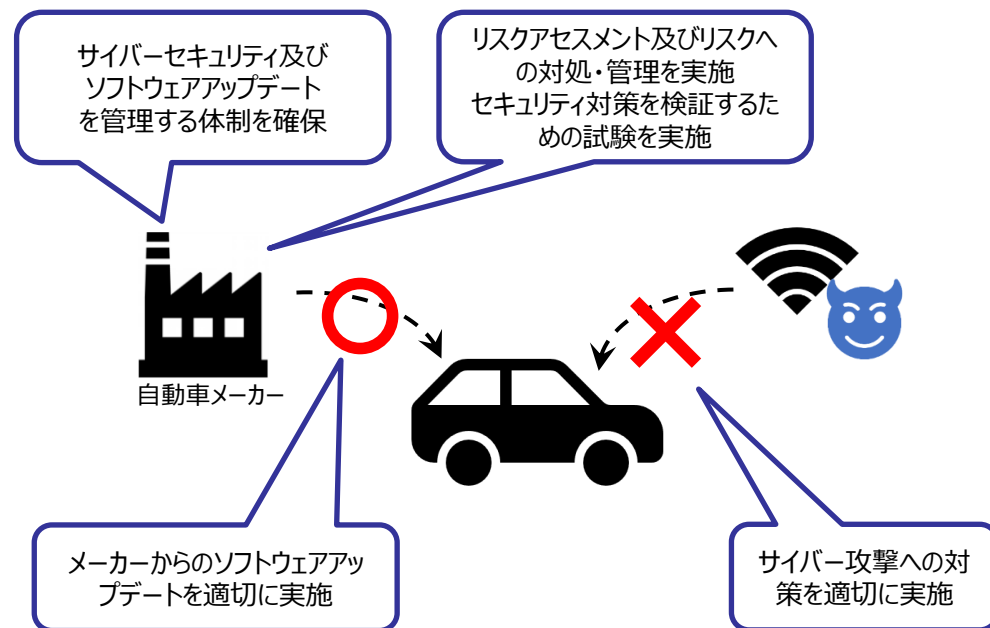 サイバーセキュリティ及び
ソフトウェアアップデート
を管理する体制を確保
リスクアセスメント及びリスクへ
の対処・管理を実施
セキュリティ対策を検証するた
めの試験を実施
自動車メーカー
メーカーからのソフトウェアアッ
プデートを適切に実施
サイバー攻撃への対
策を適切に実施